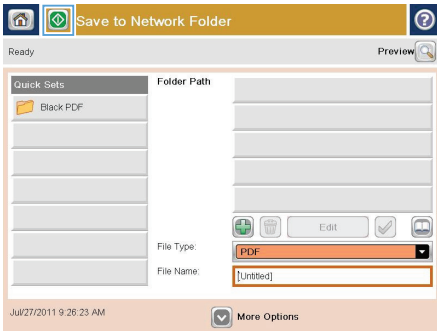 Save to Network Folder
Ready
Preview
Quick Sets
Black PDF
Folder Path
Edit
File Type:
PDF
File Name:
[Untitled]
Jul/27/2011 9:26:23 AM
More Options